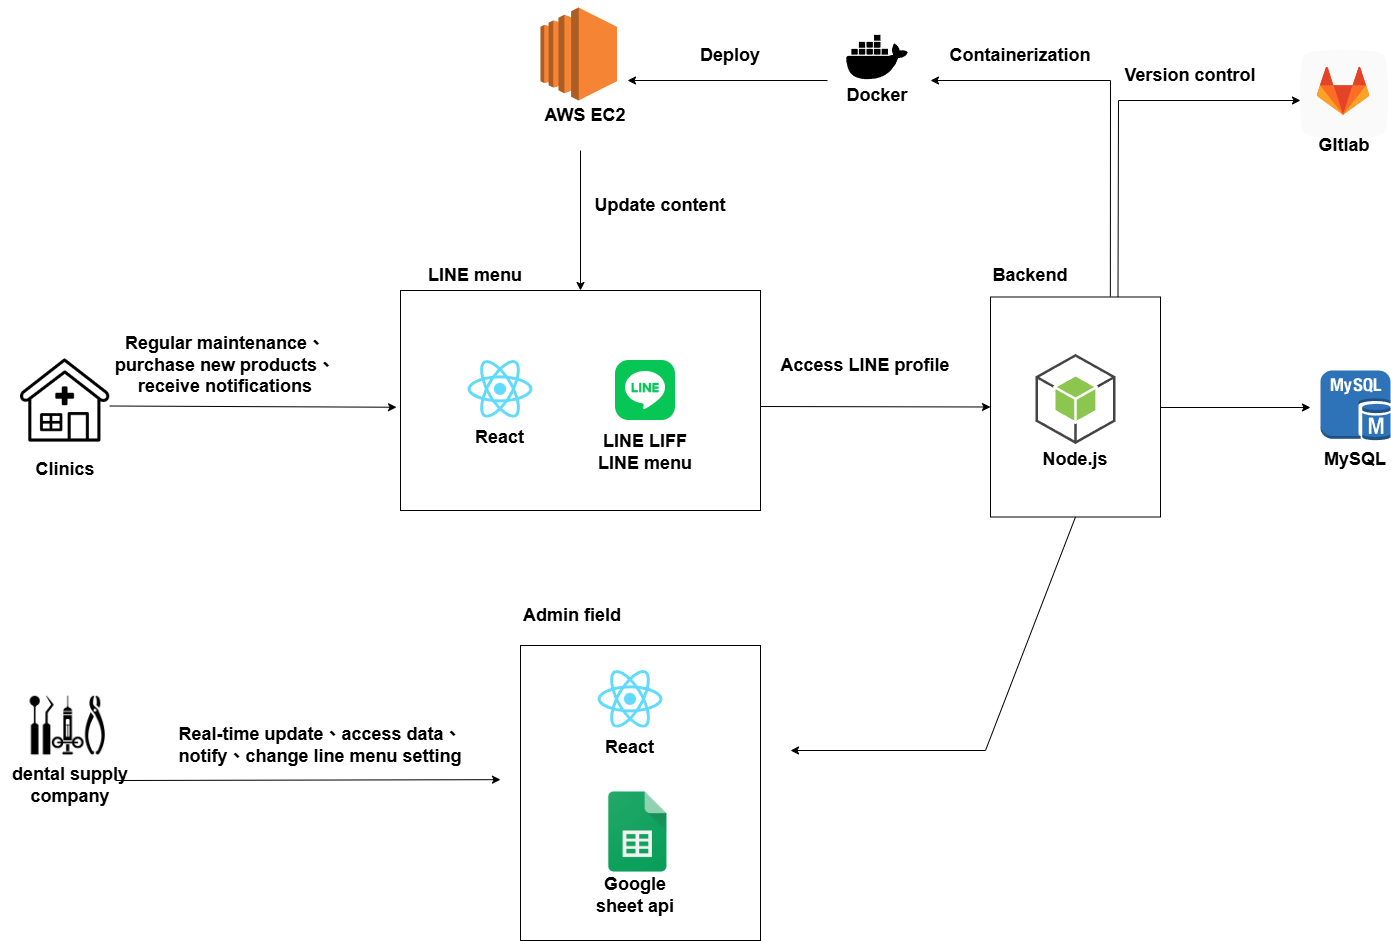 Deploy
Containerization
Version control
AWS EC2
Docker
GItlab
Update content
LINE menu
Backend
Regular maintenance、
purchase new products、
receive notifications
Access LINE profile
LINE
MySQL
M
React
LINE LIFF
LINE menu
Node.js
MySQL
Clinics
Admin field
Real-time update、access data、
notify、change line menu setting
React
dental supply
company
Google
sheet api